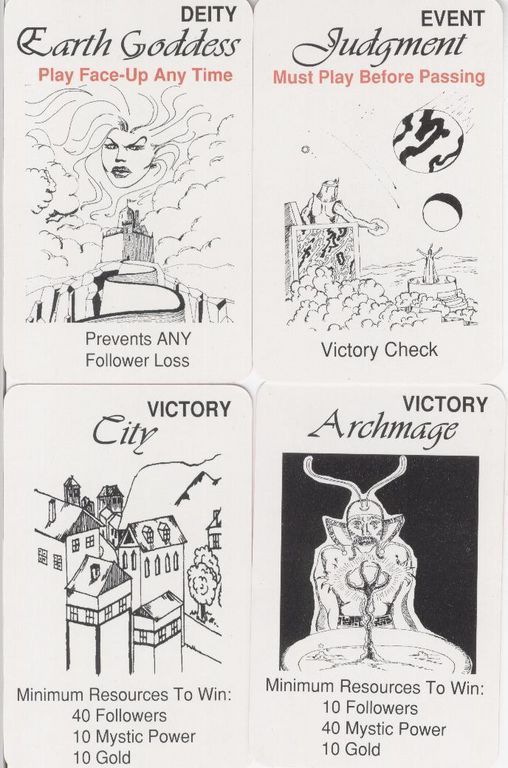 DEITY
Earth Goddess
Play Face-Up Any Time
Prevents ANY
Follower Loss
EVENT
Judgment
Must Play Before Passing
Victory Check
VICTORY
City
Minimum Resources To Win:
40 Followers
10 Mystic Power
10 Gold
VICTORY
Archmage
Minimum Resources To Win:
10 Followers
40 Mystic Power
10 Gold